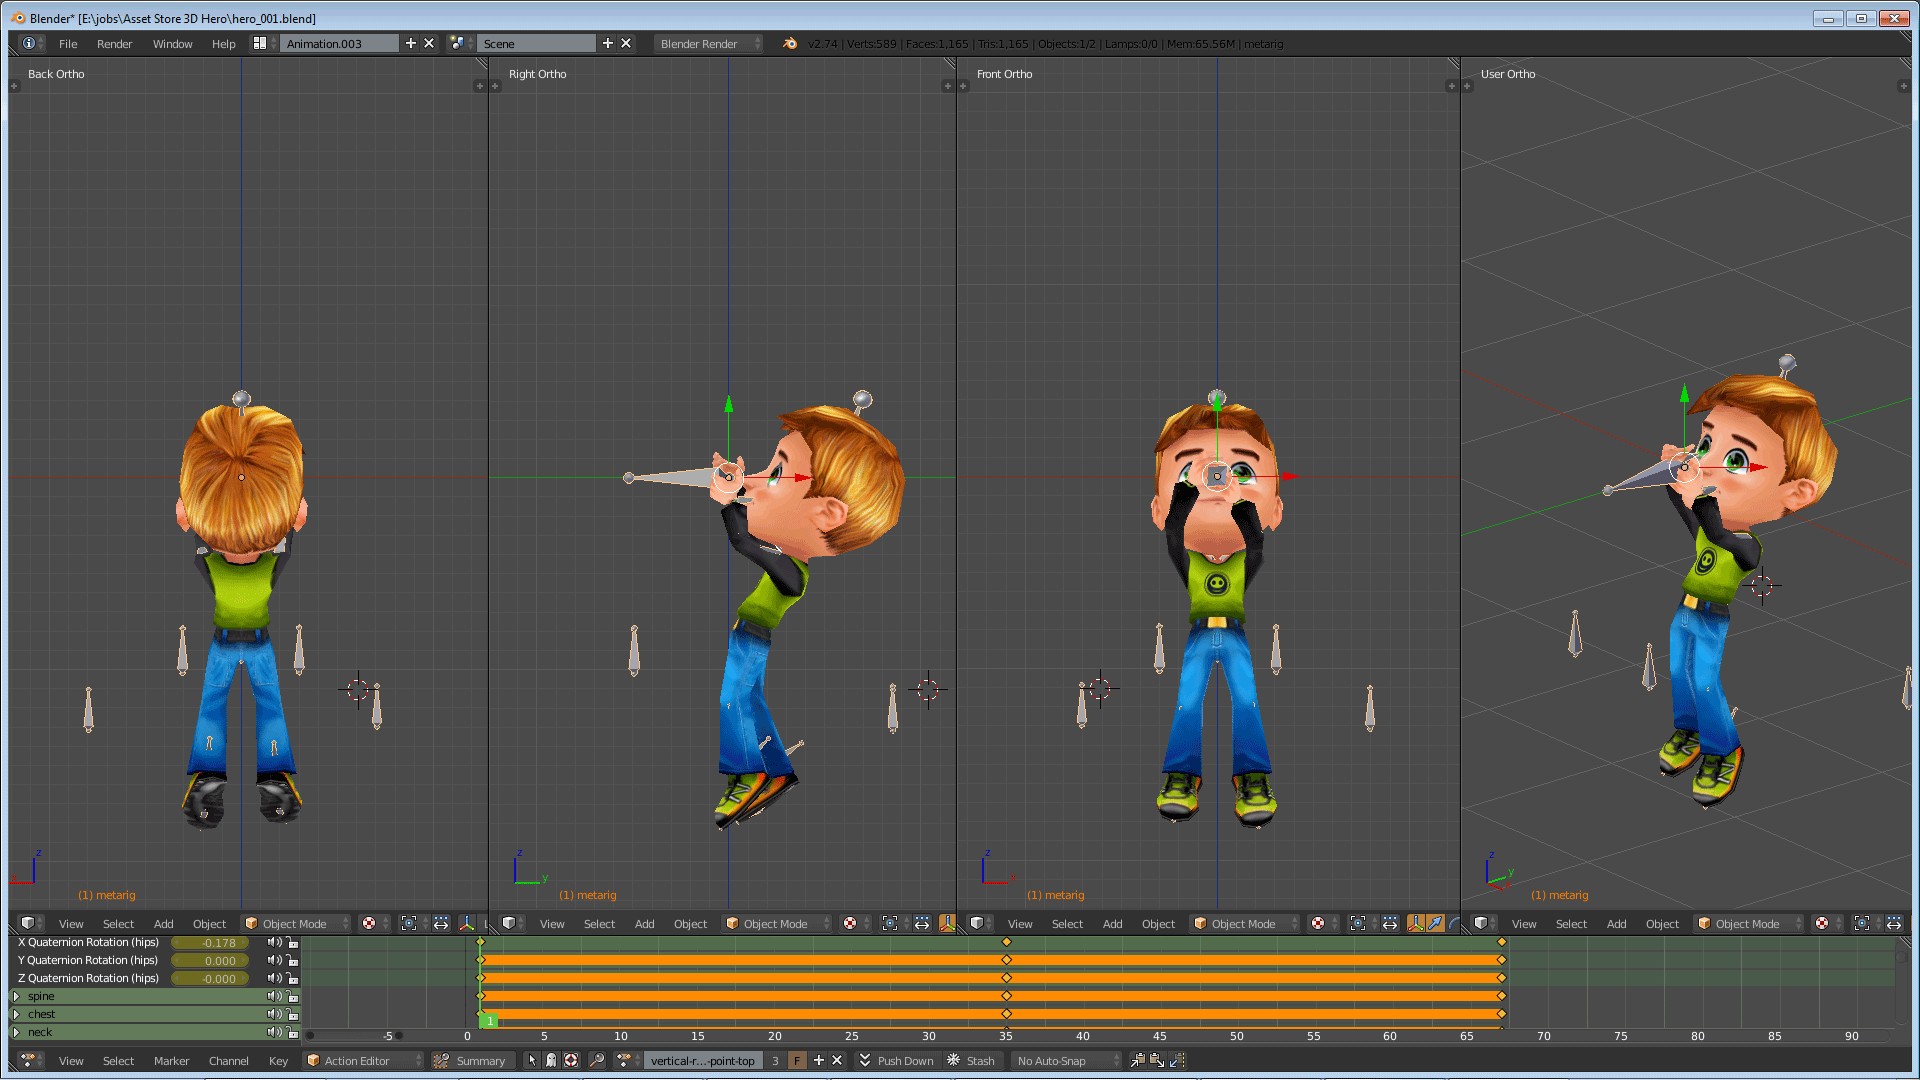 Blender* [E:\jobs\Asset Store 3D Hero\hero_001.blend]
File Render Window Help Animation.003 Scene Blender Render v2.74 | Verts:589 | Faces:1,165 | Tris:1,165 | Objects:1/2 | Lamps:0/0 | Mem:65.56M | metarig
Back Ortho Right Ortho Front Ortho User Ortho
z z z z
y x y
(1) metarig (1) metarig (1) metarig (1) metarig
View Select Add Object Object Mode View Select Add Object Object Mode View Select Add Object Object Mode View Select Add Object Object Mode
X Quaternion Rotation (hips) -0.178
Y Quaternion Rotation (hips) 0.000
Z Quaternion Rotation (hips) -0.000
spine
chest
1
neck
-5 0 5 10 15 20 25 30 35 40 45 50 55 60 65 70 75 80 85 90
View Select Marker Channel Key Action Editor Summary vertical-r...-point-top 3 F Push Down Stash No Auto-Snap